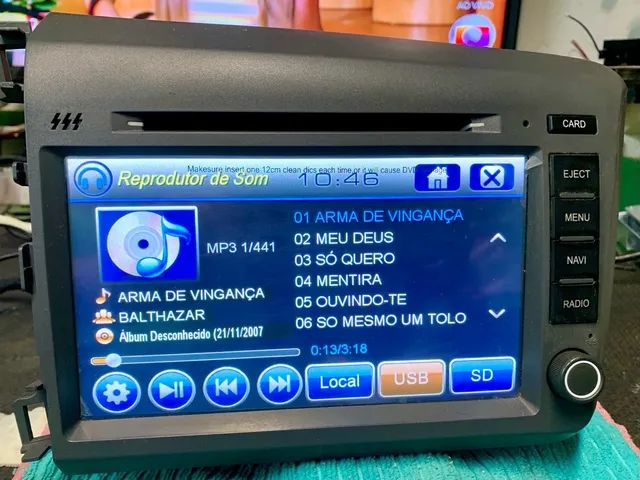 AO VIVO
CARD
Makesure insert one 12cm clean dics each time or it will cause DVD
Reprodutor de Som 10:46
EJECT
MENU
NAVI
RADIO
MP3 1/441
ARMA DE VINGANÇA
BALTHAZAR
Álbum Desconhecido (21/11/2007
01 ARMA DE VINGANÇA
02 MEU DEUS
03 SÓ QUERO
04 MENTIRA
05 OUVINDO-TE
06 SO MESMO UM TOLO
0:13/3:18
Local
USB
SD